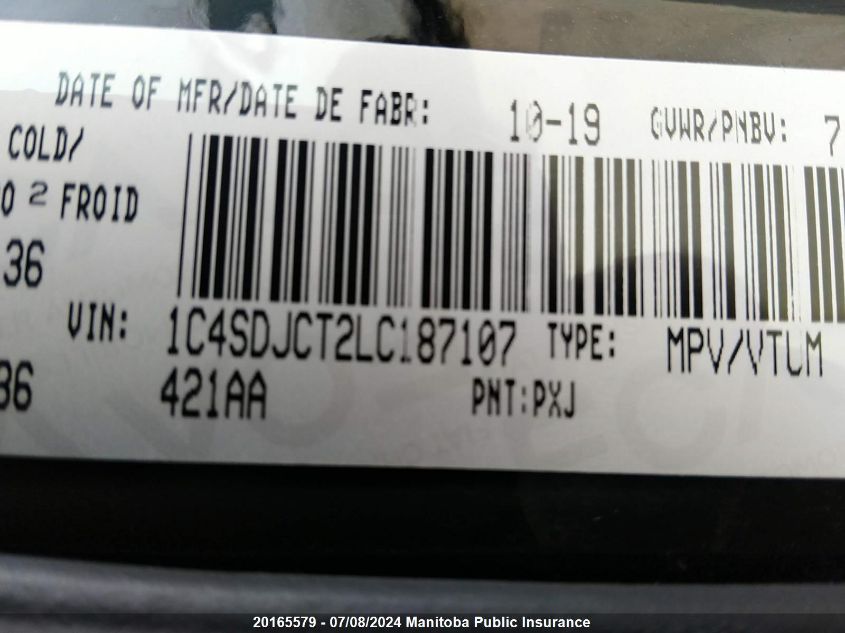 DATE OF MFR/DATE DE FABR: 10-19 GVWR/PNBV: 7
COLD/
O 2 FROID
36
VIN: 1C4SDJCT2LC187107 TYPE: MPV/VTUM
36 421AA PNT:PXJ
20165579 - 07/08/2024 Manitoba Public Insurance